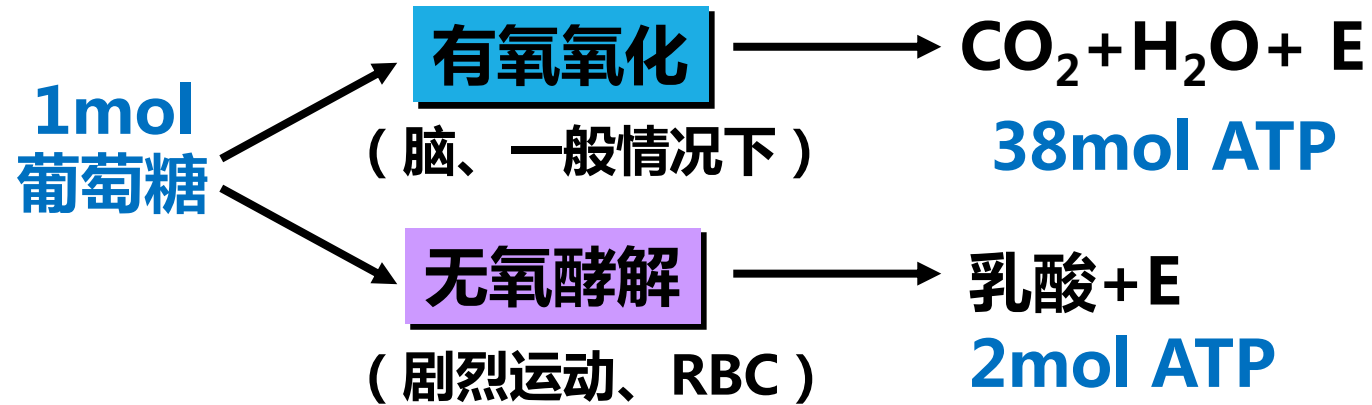 1mol
葡萄糖
有氧氧化
（脑、一般情况下）
CO₂+H₂O+ E
38mol ATP
无氧酵解
（剧烈运动、RBC）
乳酸+E
2mol ATP